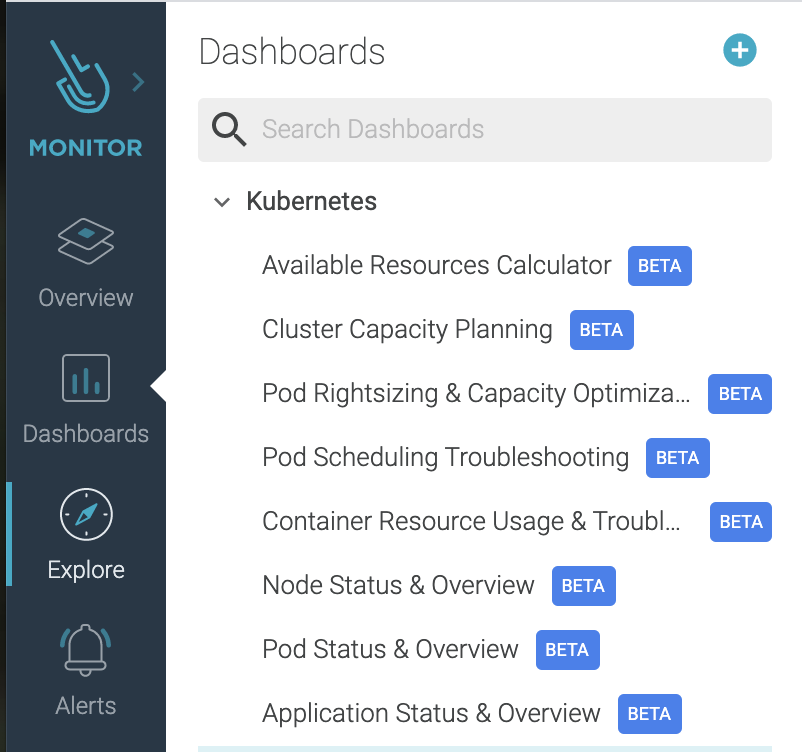 MONITOR
Overview
Dashboards
Explore
Alerts
Dashboards
Search Dashboards
Kubernetes
Available Resources Calculator BETA
Cluster Capacity Planning BETA
Pod Rightsizing & Capacity Optimiza... BETA
Pod Scheduling Troubleshooting BETA
Container Resource Usage & Troubl... BETA
Node Status & Overview BETA
Pod Status & Overview BETA
Application Status & Overview BETA